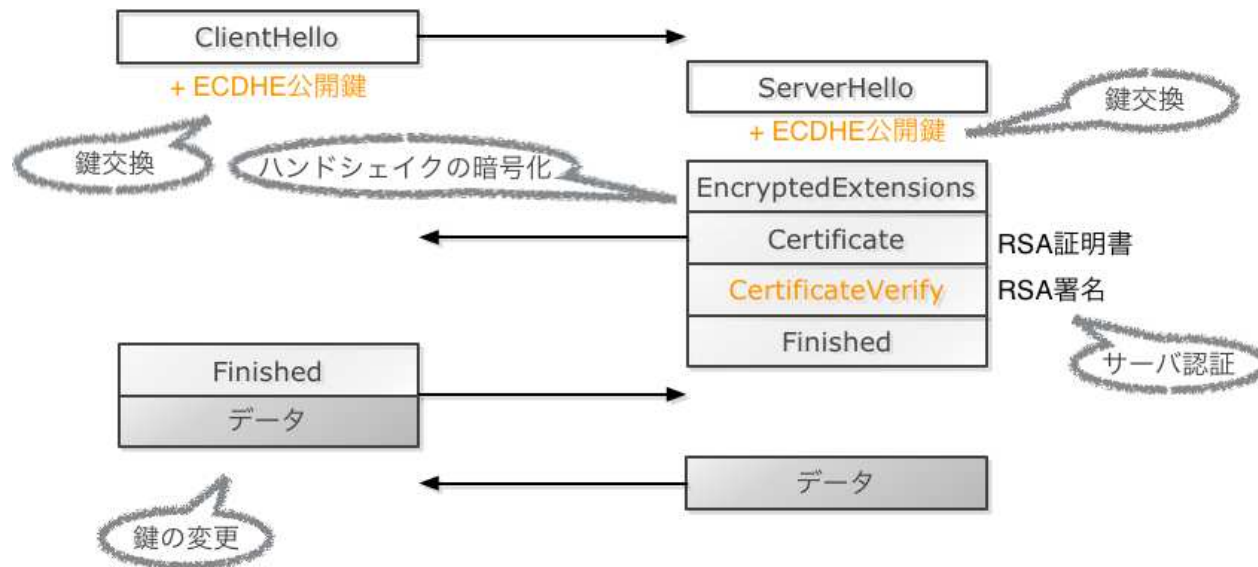 ClientHello
+ ECDHE公開鍵
ServerHello
+ ECDHE公開鍵
鍵交換
鍵交換
ハンドシェイクの暗号化
EncryptedExtensions
Certificate
RSA証明書
CertificateVerify
RSA署名
Finished
サーバ認証
Finished
データ
データ
鍵の変更